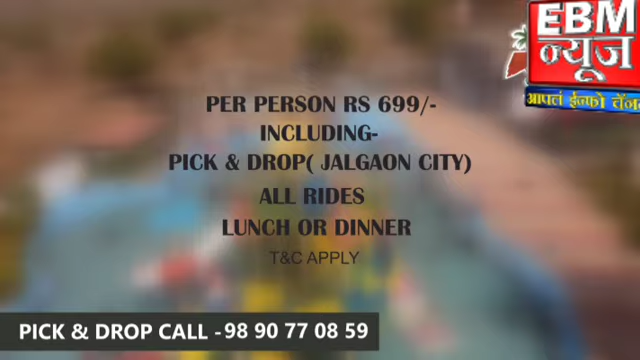 EBM
न्यूज
आपलं ईन्फो चॅनल
PER PERSON RS 699/-
INCLUDING-
PICK & DROP( JALGAON CITY)
ALL RIDES
LUNCH OR DINNER
T&C APPLY
PICK & DROP CALL -98 90 77 08 59